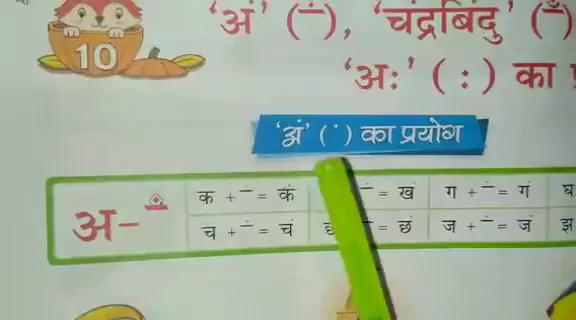 10
'अं' (ं), 'चंद्रबिंदु' (ँ)
'अः' (ः) का
'अं' (ं) का प्रयोग
अ-ं
क + ं = कं
ं = खं
ग + ं = गं
घ
च + ं = चं
छ
ं = छं
ज + ं = जं
झ